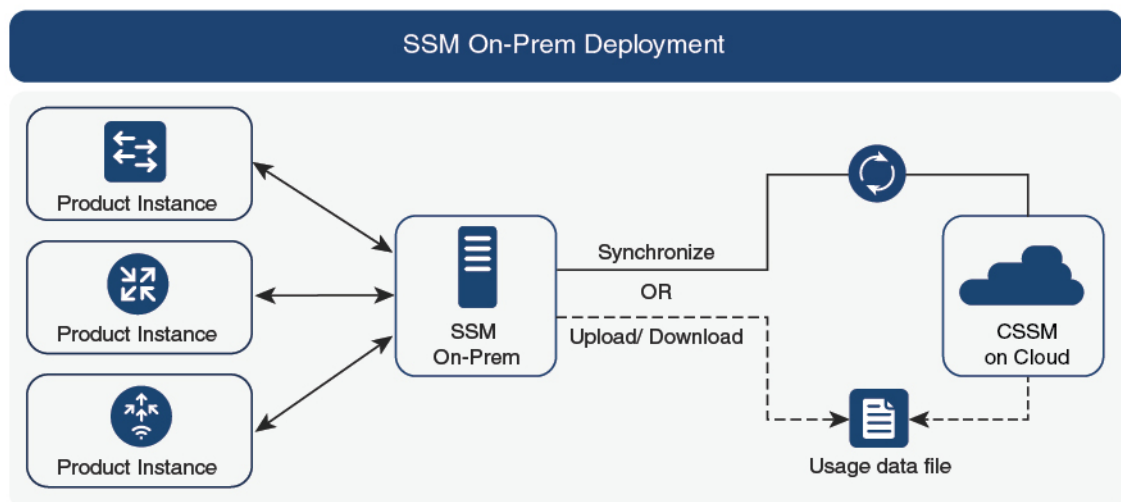 SSM On-Prem Deployment
Product Instance
Product Instance
Product Instance
SSM
On-Prem
Synchronize
OR
Upload/ Download
CSSM
on Cloud
Usage data file